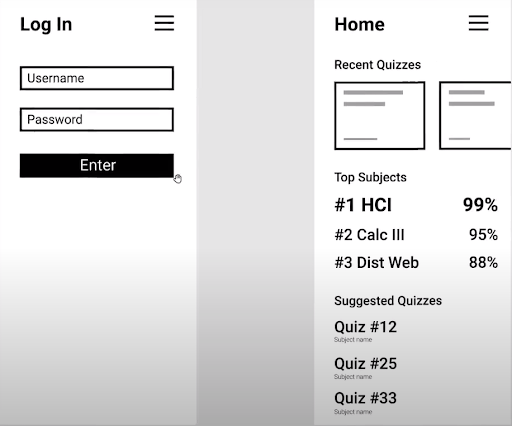 Log In
Username
Password
Enter
Home
Recent Quizzes
Top Subjects
#1 HCI 99%
#2 Calc III 95%
#3 Dist Web 88%
Suggested Quizzes
Quiz #12
Subject name
Quiz #25
Subject name
Quiz #33
Subject name